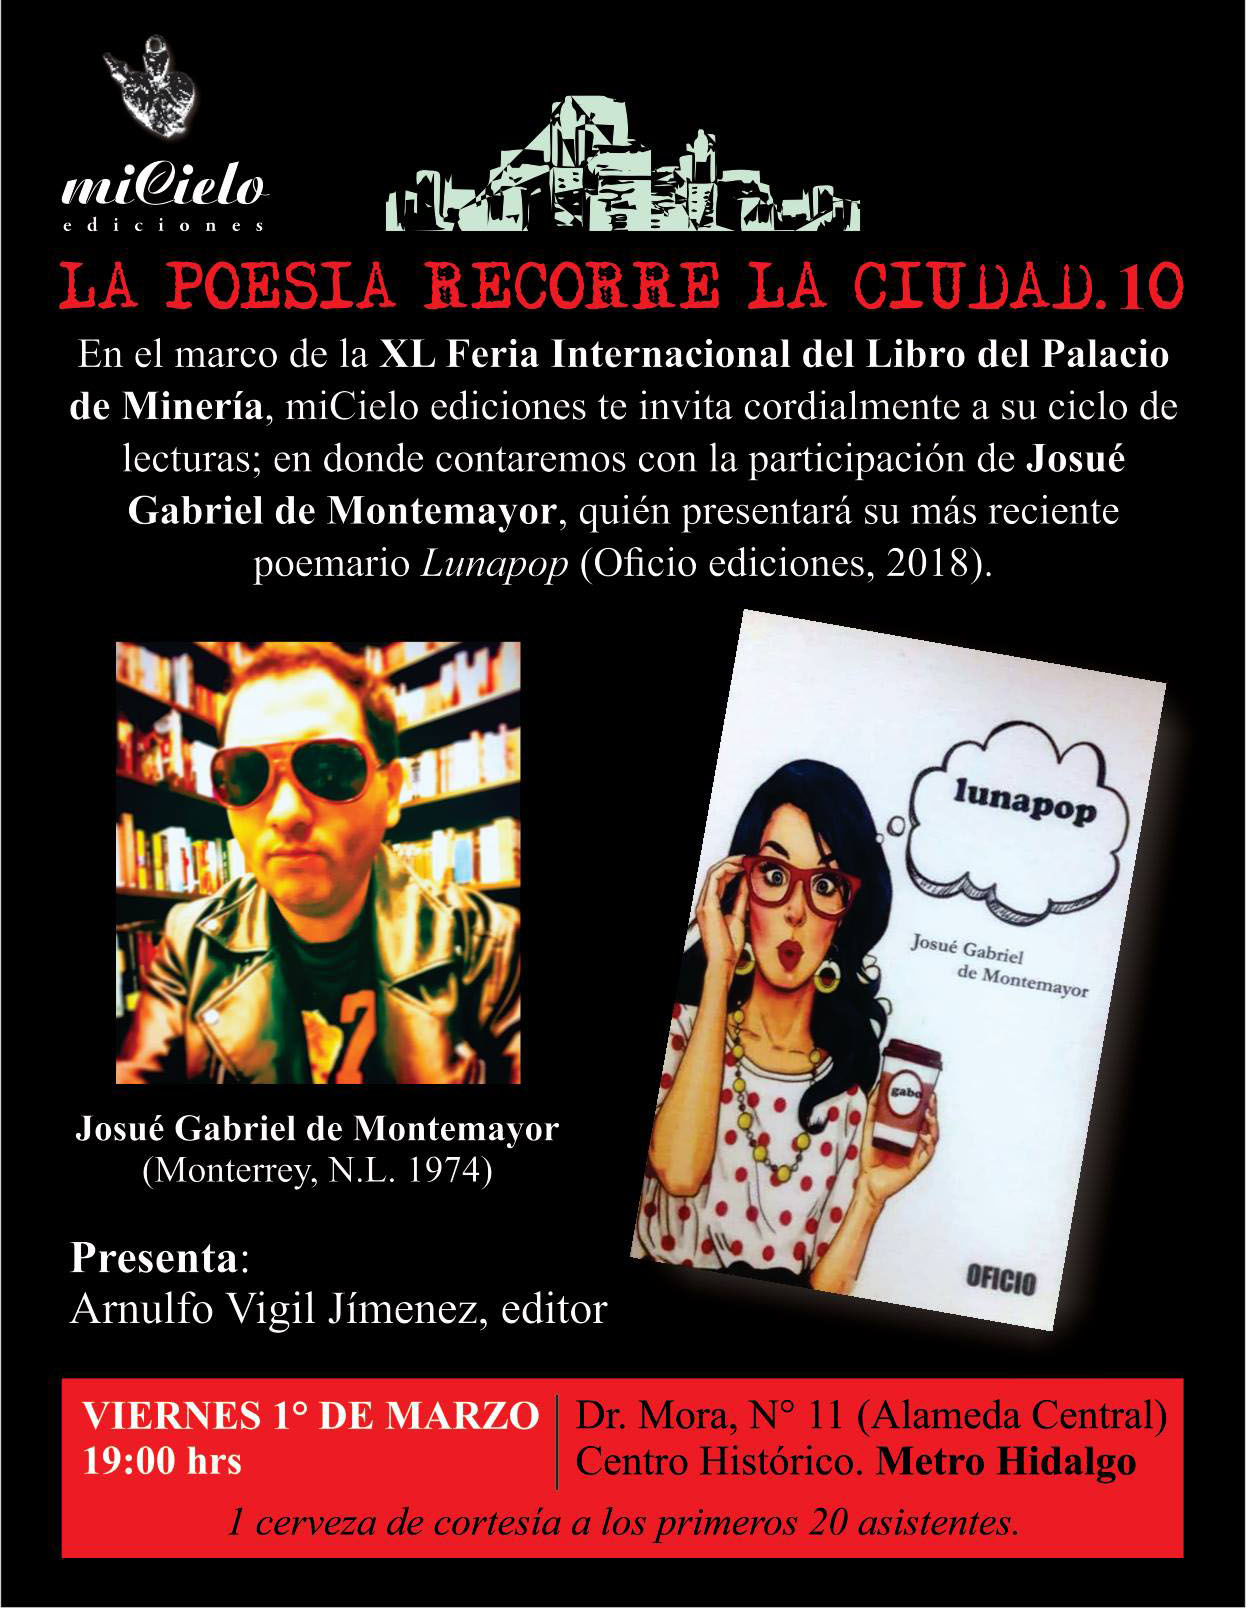 miCielo
ediciones
LA POESIA RECORRE LA CIUDAD.10
En el marco de la XL Feria Internacional del Libro del Palacio
de Minería, miCielo ediciones te invita cordialmente a su ciclo de
lecturas; en donde contaremos con la participación de Josué
Gabriel de Montemayor, quién presentará su más reciente
poemario Lunapop (Oficio ediciones, 2018).
lunapop
Josué Gabriel
de Montemayor
gabo
OFICIO
2
Josué Gabriel de Montemayor
(Monterrey, N.L. 1974)
Presenta:
Arnulfo Vigil Jímenez, editor
VIERNES 1° DE MARZO
19:00 hrs
Dr. Mora, N° 11 (Alameda Central)
Centro Histórico. Metro Hidalgo
1 cerveza de cortesía a los primeros 20 asistentes.